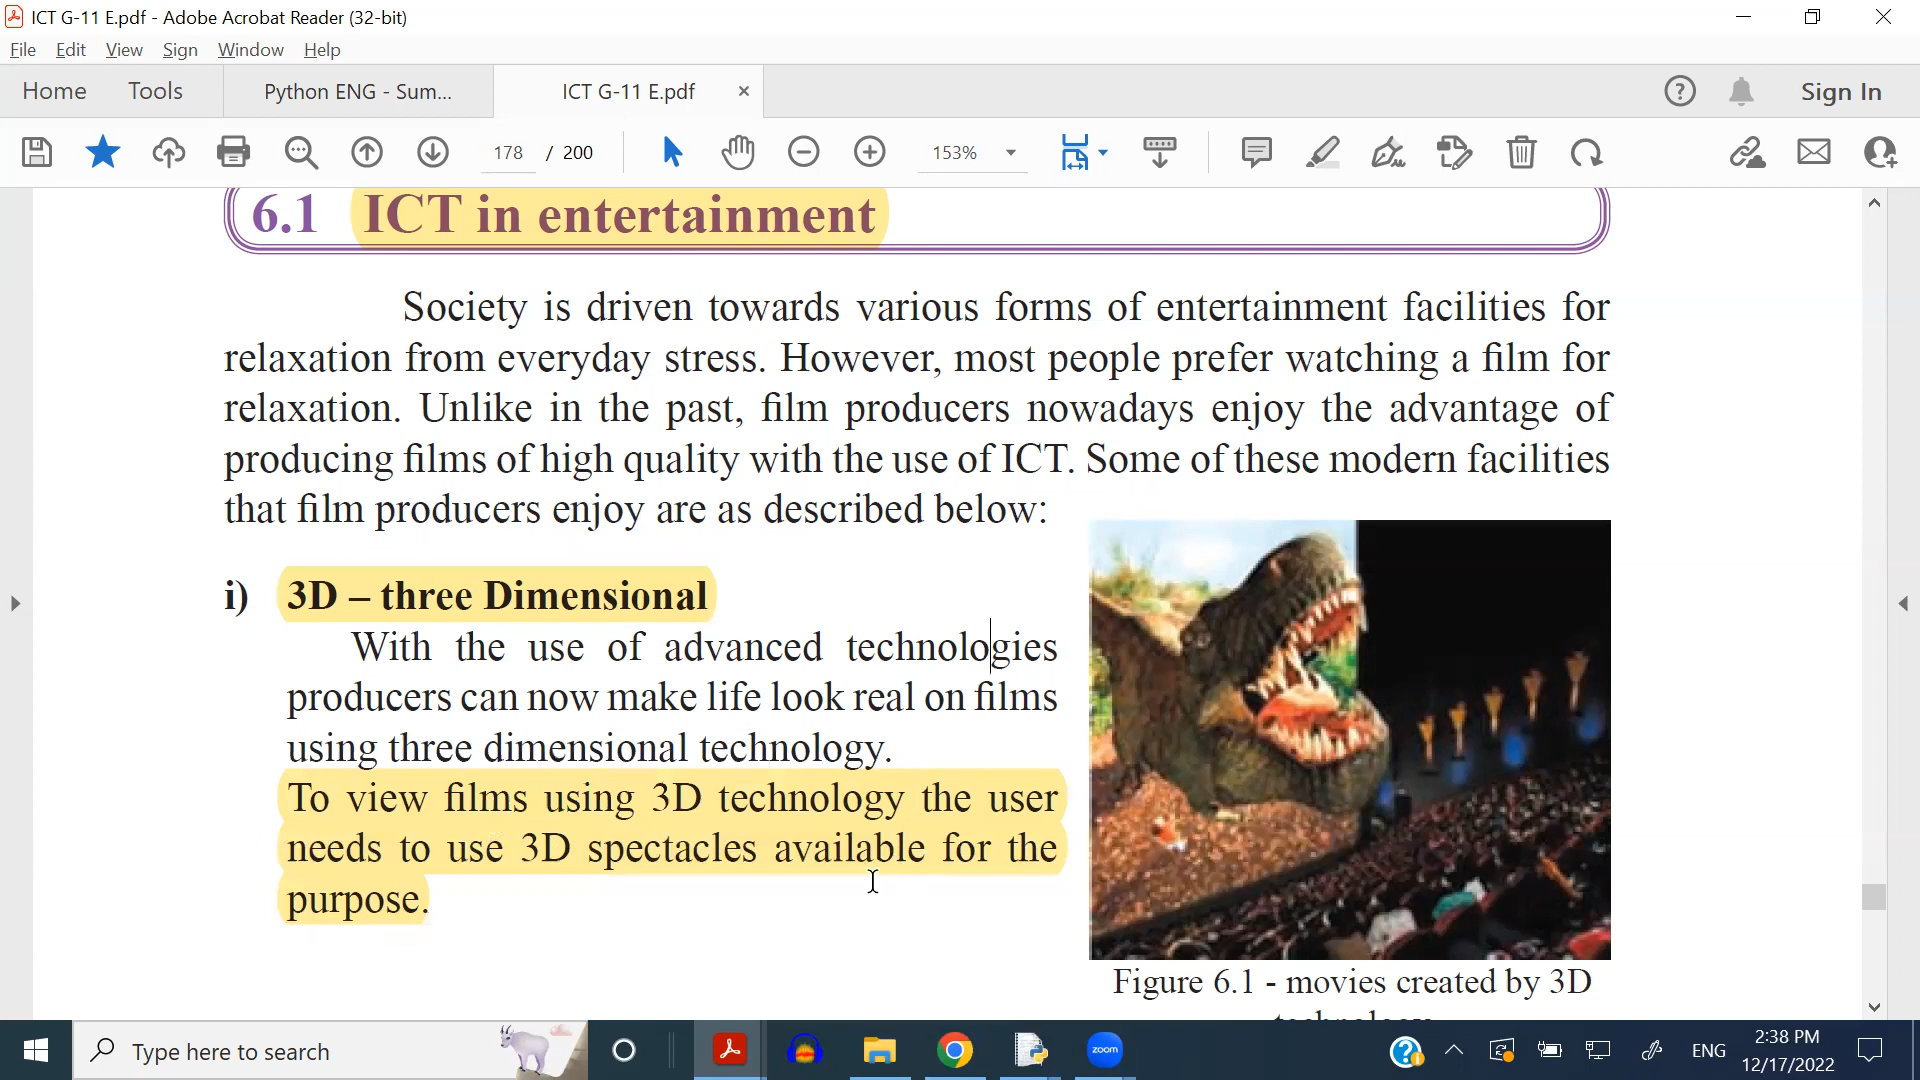 ICT G-11 E.pdf - Adobe Acrobat Reader (32-bit)
File Edit View Sign Window Help
Home Tools Python ENG - Sum... ICT G-11 E.pdf × Sign In
178 / 200 153%
6.1 ICT in entertainment
Society is driven towards various forms of entertainment facilities for
relaxation from everyday stress. However, most people prefer watching a film for
relaxation. Unlike in the past, film producers nowadays enjoy the advantage of
producing films of high quality with the use of ICT. Some of these modern facilities
that film producers enjoy are as described below:
i) 3D – three Dimensional
With the use of advanced technologies
producers can now make life look real on films
using three dimensional technology.
To view films using 3D technology the user
needs to use 3D spectacles available for the
purpose.
Figure 6.1 - movies created by 3D
technology
Type here to search
zoom
ENG
2:38 PM
12/17/2022